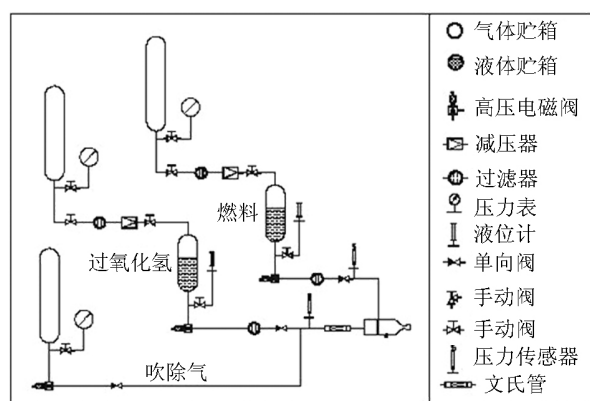 燃料
过氧化氢
吹除气
气体贮箱
液体贮箱
高压电磁阀
减压器
过滤器
压力表
液位计
单向阀
手动阀
手动阀
压力传感器
文氏管